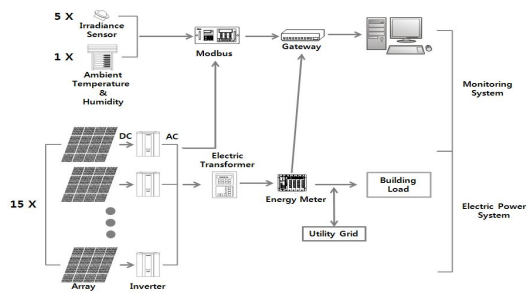 5 X
Irradiance
Sensor
1 X
Ambient
Temperature
&
Humidity
Modbus
Gateway
Monitoring
System
DC
AC
15 X
Electric
Transformer
Energy Meter
Building
Load
Utility Grid
Electric Power
System
Array
Inverter